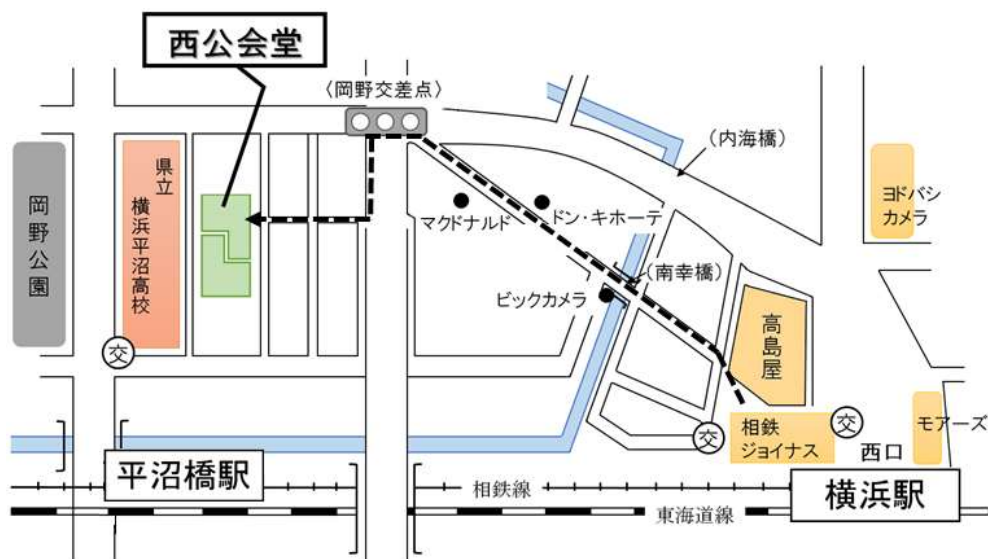 西公会堂
〈岡野交差点〉
(内海橋)
ヨドバシ
カメラ
岡野公園
県立
横浜平沼高校
マクドナルド
ドン・キホーテ
(南幸橋)
ビックカメラ
高島屋
交
相鉄
ジョイナス
交
交
モアーズ
西口
平沼橋駅
相鉄線
横浜駅
東海道線